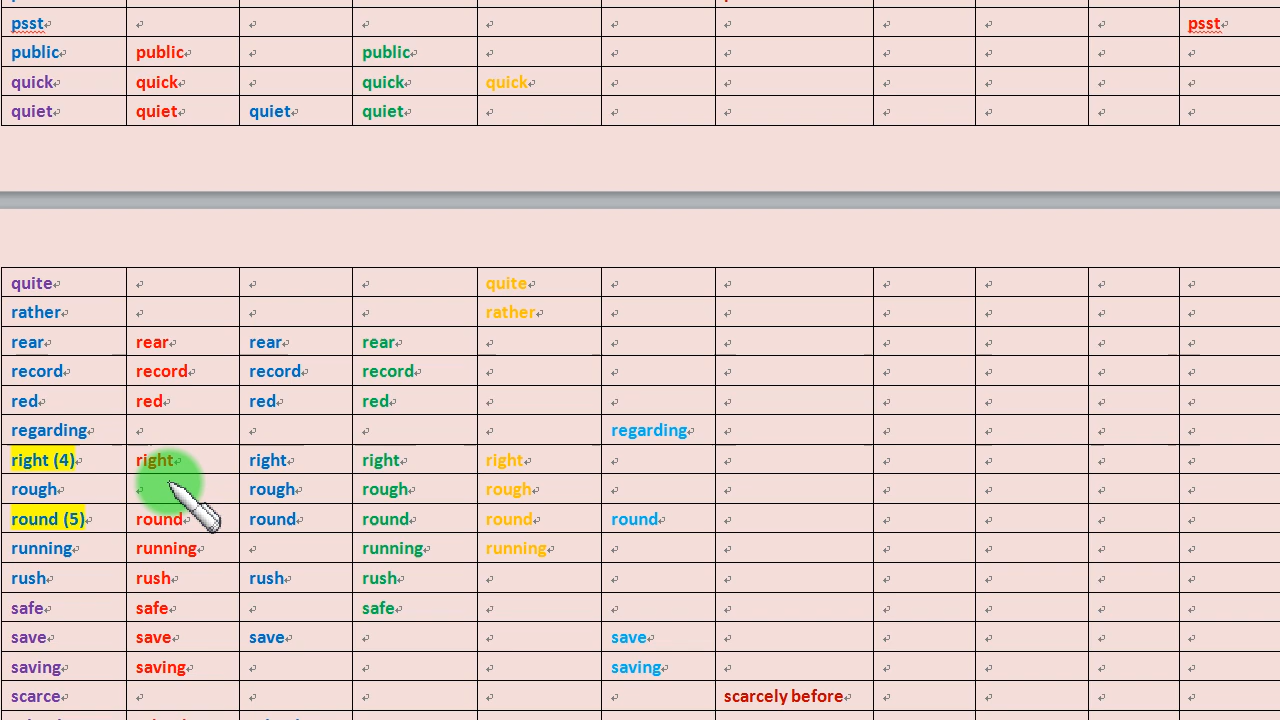 psst psst
public public public
quick quick quick quick
quiet quiet quiet quiet
quite quite
rather rather
rear rear rear rear
record record record record
red red red red
regarding regarding
right (4) right right right right
rough rough rough rough
round (5) round round round round round
running running running running
rush rush rush rush
safe safe safe
save save save save
saving saving saving
scarce scarcely before